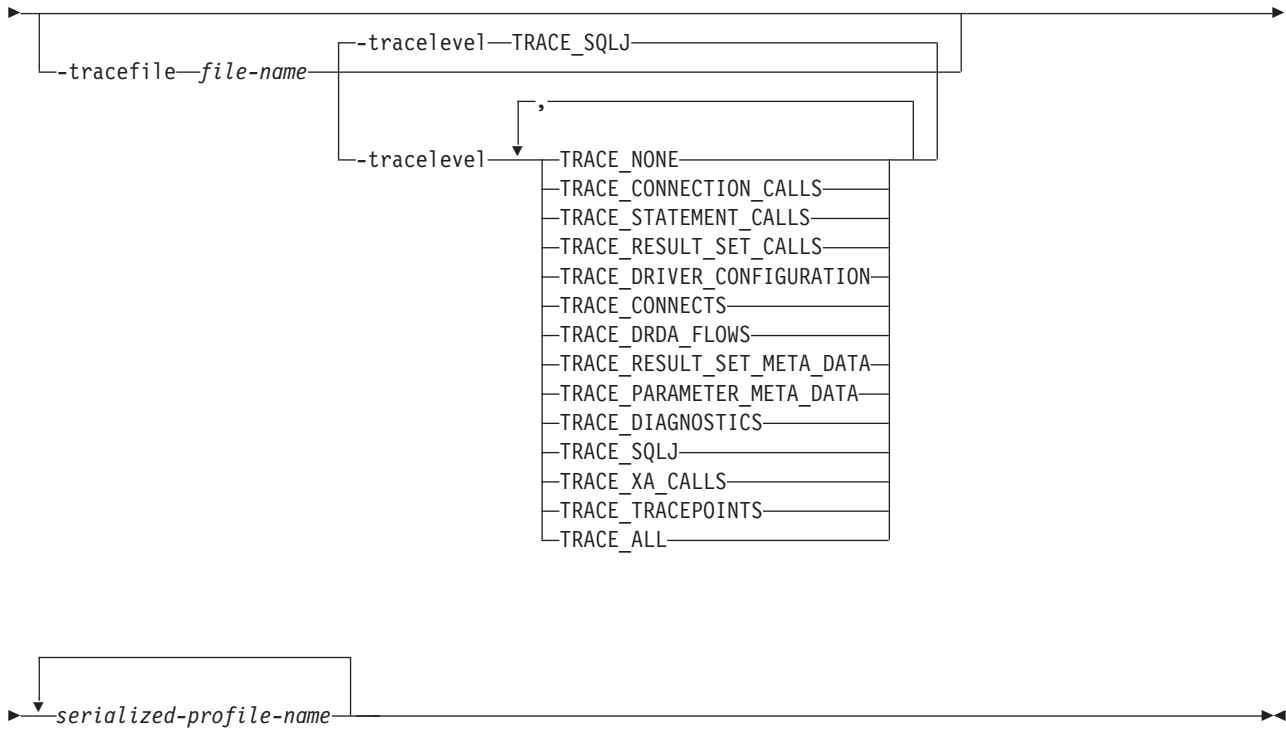 -tracelevel TRACE_SQLJ
-tracefile file-name
,
-tracelevel TRACE_NONE
TRACE_CONNECTION_CALLS
TRACE_STATEMENT_CALLS
TRACE_RESULT_SET_CALLS
TRACE_DRIVER_CONFIGURATION
TRACE_CONNECTS
TRACE_DRDA_FLOWS
TRACE_RESULT_SET_META_DATA
TRACE_PARAMETER_META_DATA
TRACE_DIAGNOSTICS
TRACE_SQLJ
TRACE_XA_CALLS
TRACE_TRACEPOINTS
TRACE_ALL
serialized-profile-name